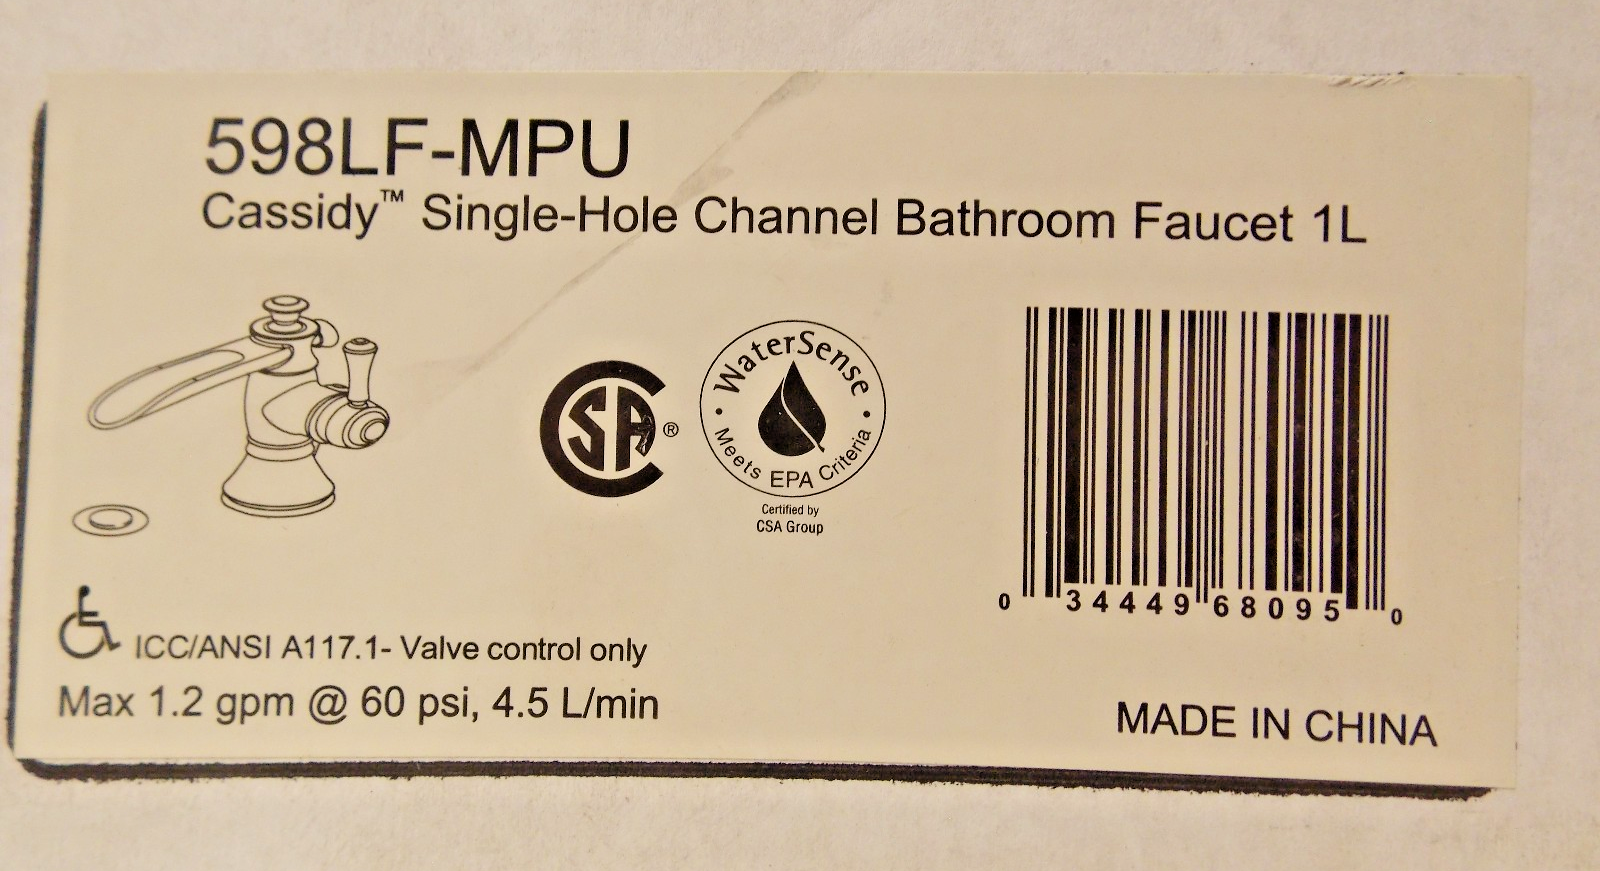 598LF-MPU
Cassidy™ Single-Hole Channel Bathroom Faucet 1L
CSA®
WaterSense
Meets EPA Criteria
Certified by
CSA Group
0 34449 68095 0
ICC/ANSI A117.1- Valve control only
Max 1.2 gpm @ 60 psi, 4.5 L/min
MADE IN CHINA